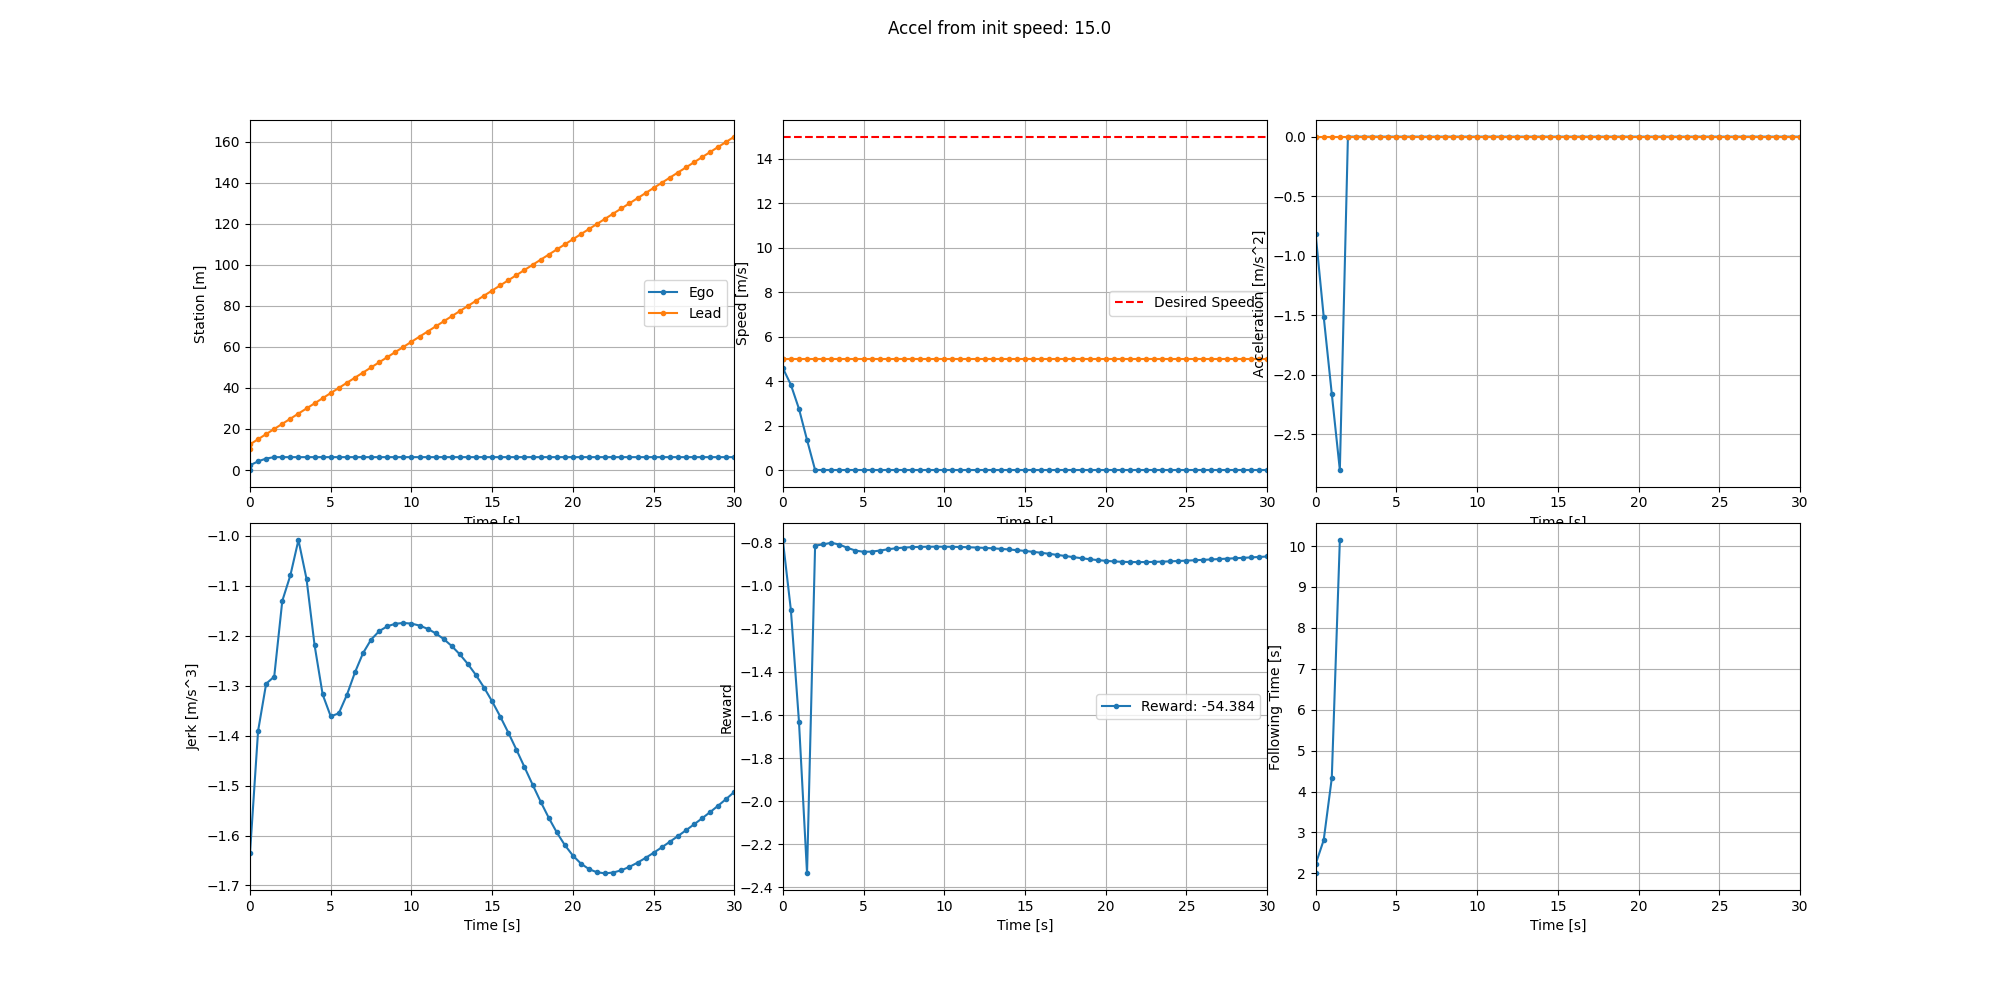 Accel from init speed: 15.0
Station [m]
160
140
120
100
80
60
40
20
0
0 5 10 15 20 25 30
Time [s]
Ego
Lead
Speed [m/s]
14
12
10
8
6
4
2
0
0 5 10 15 20 25 30
Time [s]
Desired Speed
Acceleration [m/s^2]
0.0
−0.5
−1.0
−1.5
−2.0
−2.5
0 5 10 15 20 25 30
Time [s]
Jerk [m/s^3]
−1.0
−1.1
−1.2
−1.3
−1.4
−1.5
−1.6
−1.7
0 5 10 15 20 25 30
Time [s]
Reward
−0.8
−1.0
−1.2
−1.4
−1.6
−1.8
−2.0
−2.2
−2.4
0 5 10 15 20 25 30
Time [s]
Reward: -54.384
Following Time [s]
10
9
8
7
6
5
4
3
2
0 5 10 15 20 25 30
Time [s]